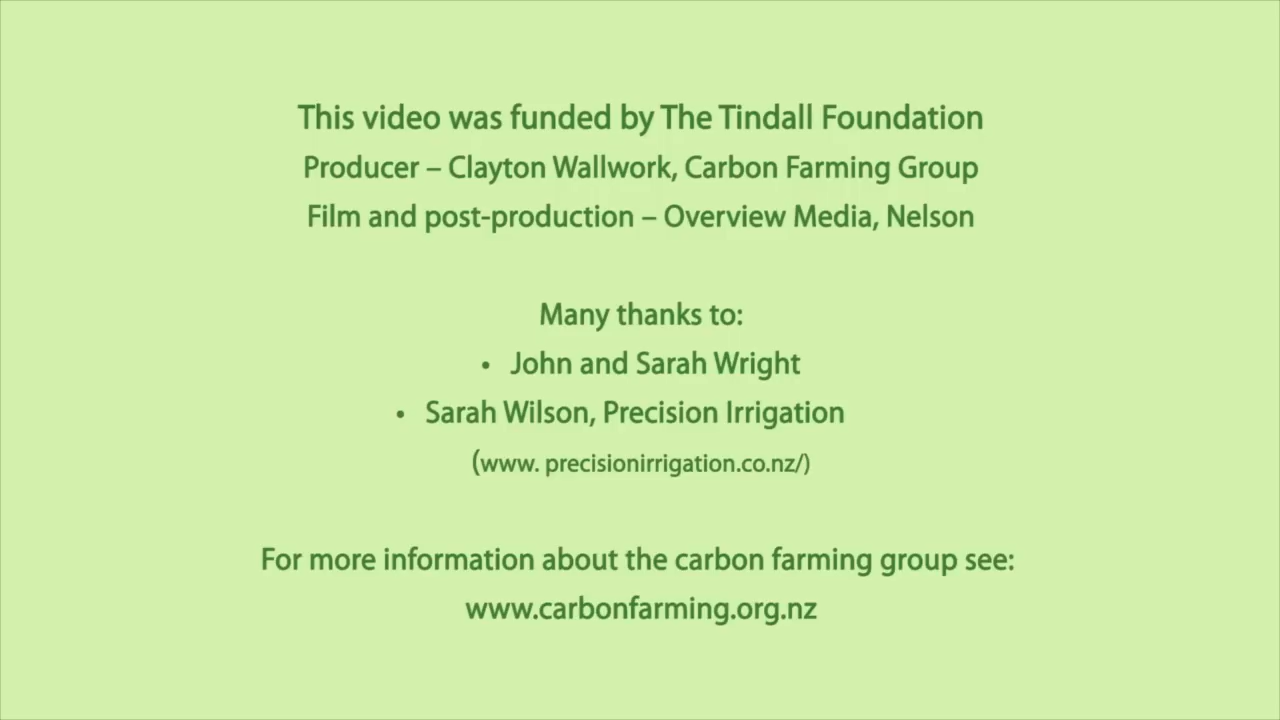 This video was funded by The Tindall Foundation
Producer – Clayton Wallwork, Carbon Farming Group
Film and post-production – Overview Media, Nelson
Many thanks to:
• John and Sarah Wright
• Sarah Wilson, Precision Irrigation
(www. precisionirrigation.co.nz/)
For more information about the carbon farming group see:
www.carbonfarming.org.nz